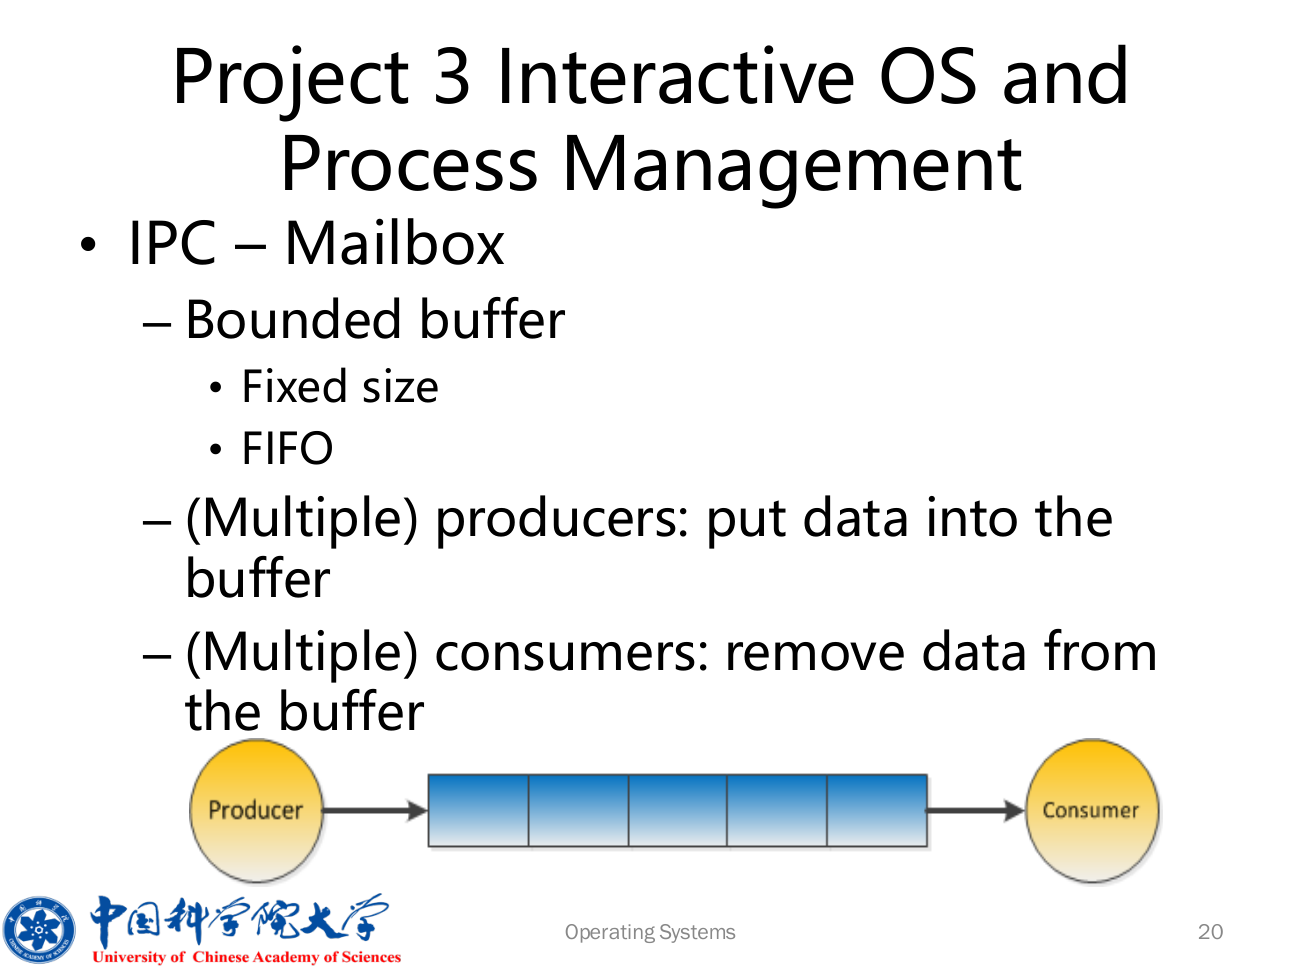 Project 3 Interactive OS and
Process Management
• IPC – Mailbox
– Bounded buffer
• Fixed size
• FIFO
– (Multiple) producers: put data into the
buffer
– (Multiple) consumers: remove data from
the buffer
Producer
Consumer
中国科学院大学
University of Chinese Academy of Sciences
Operating Systems
20